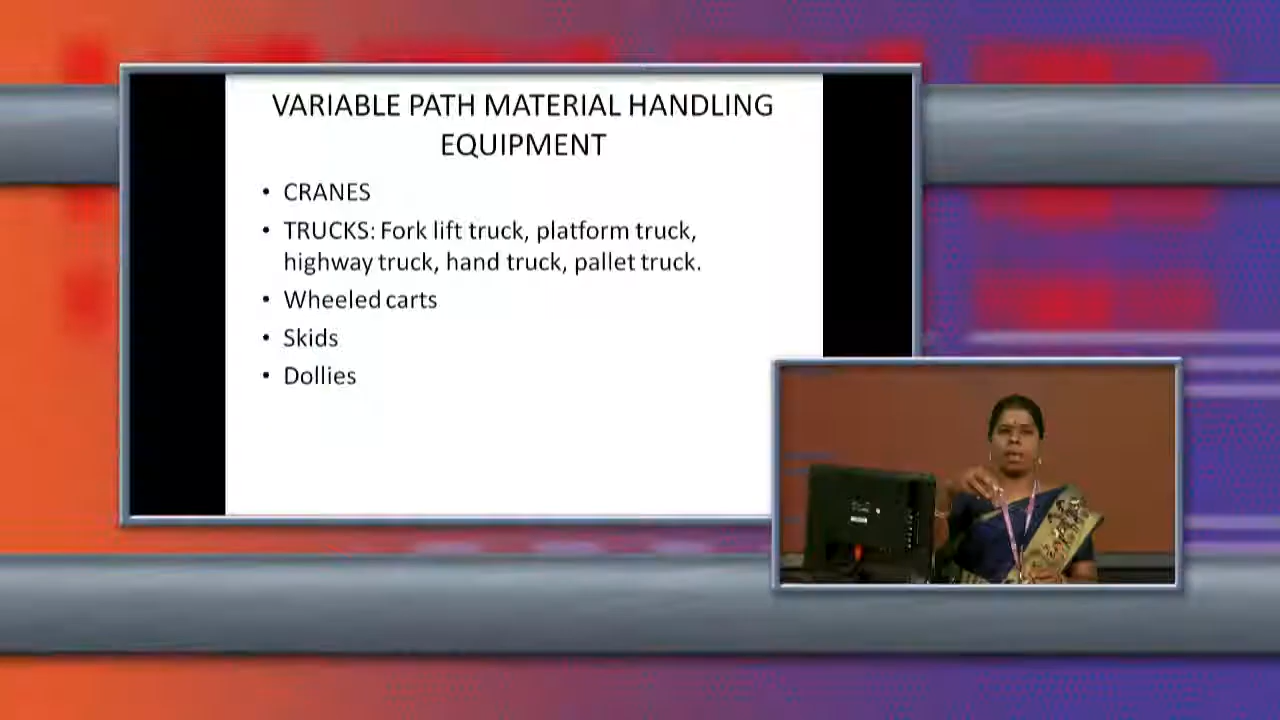 VARIABLE PATH MATERIAL HANDLING
EQUIPMENT
• CRANES
• TRUCKS: Fork lift truck, platform truck,
highway truck, hand truck, pallet truck.
• Wheeled carts
• Skids
• Dollies